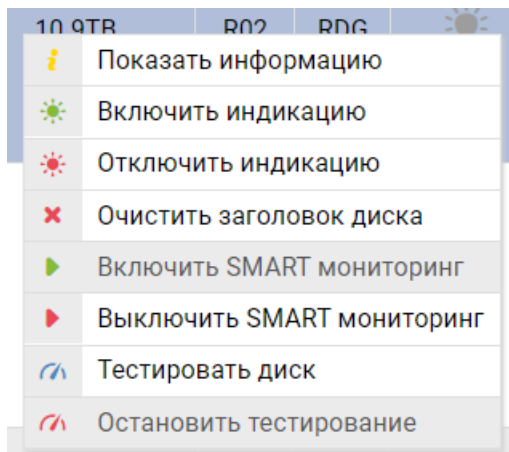 10.9TB R02 RDG
Показать информацию
Включить индикацию
Отключить индикацию
Очистить заголовок диска
Включить SMART мониторинг
Выключить SMART мониторинг
Тестировать диск
Остановить тестирование